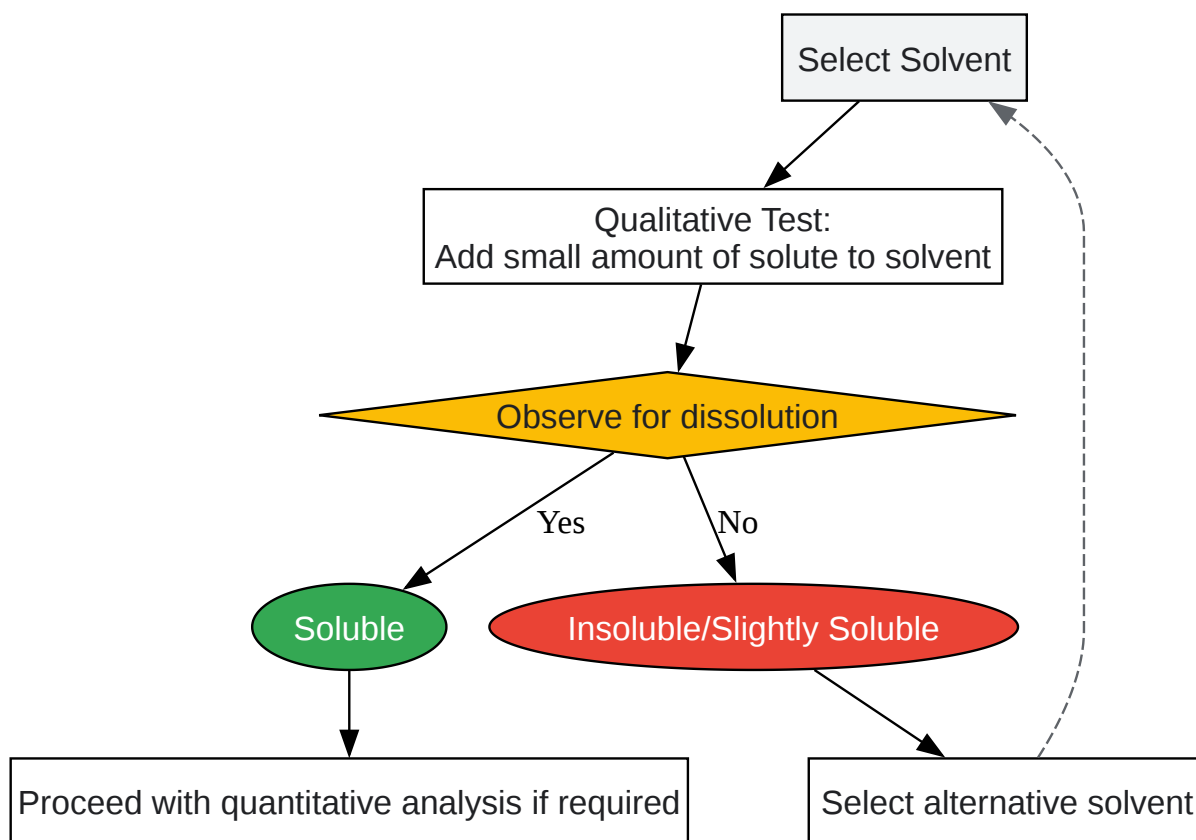 Select Solvent
Qualitative Test:
Add small amount of solute to solvent
Observe for dissolution
Yes
No
Soluble
Insoluble/Slightly Soluble
Proceed with quantitative analysis if required
Select alternative solvent